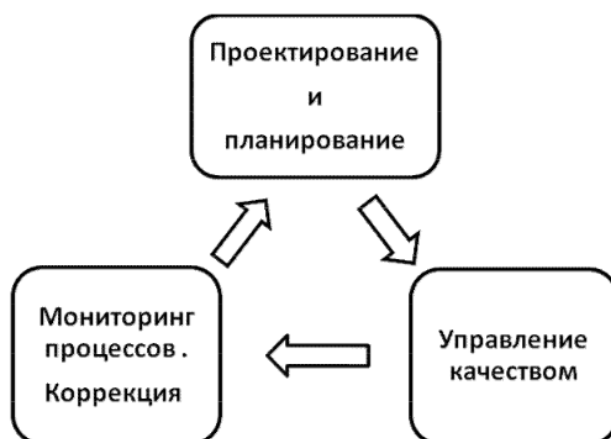 Проектирование
и
планирование
Мониторинг
процессов .
Коррекция
Управление
качеством